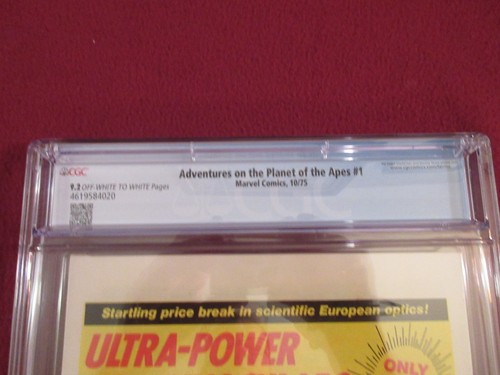 CGC
Adventures on the Planet of the Apes #1
Marvel Comics, 10/75
9.2 OFF-WHITE TO WHITE Pages
4619584020
Startling price break in scientific European optics!
ULTRA-POWER
ONLY